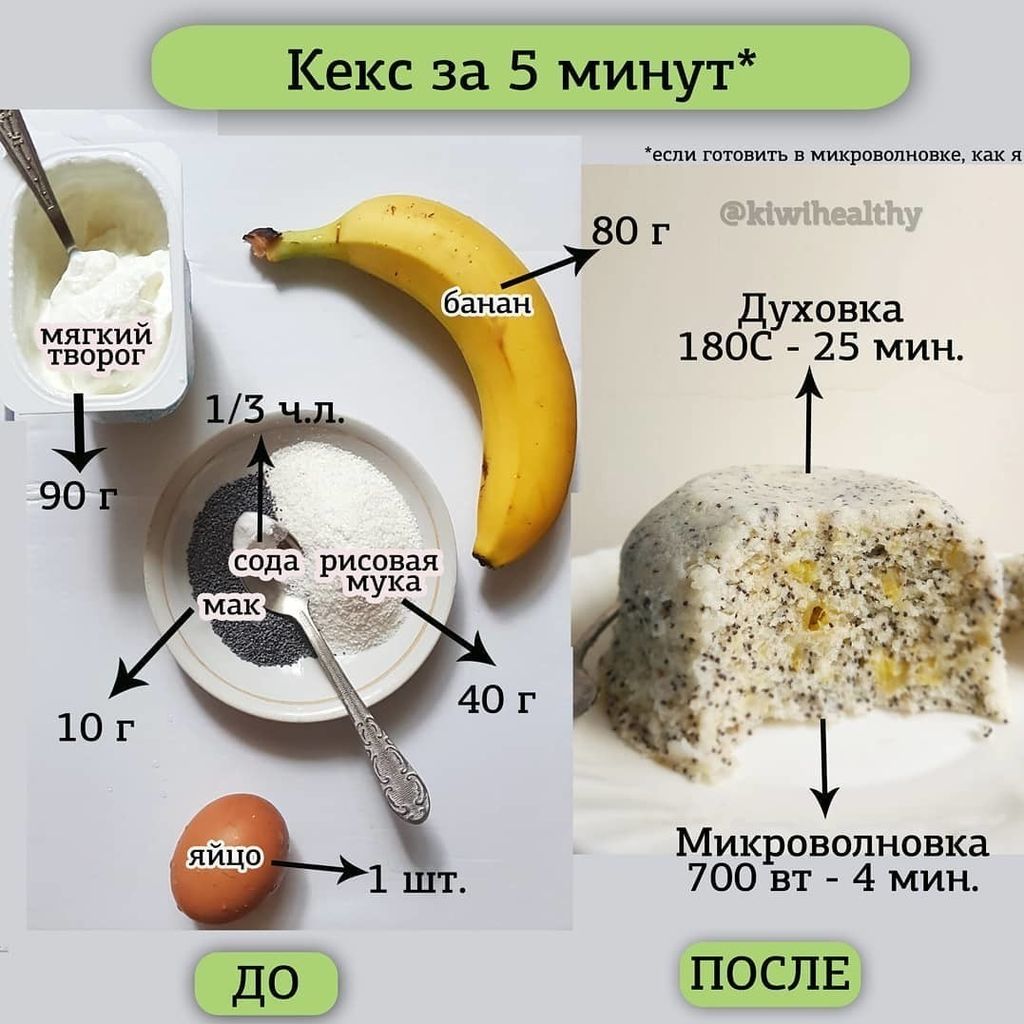 Кекс за 5 минут*
*если готовить в микроволновке, как я
@kiwihealthy
80 г
банан
мягкий
творог
90 г
1/3 ч.л.
сода
рисовая
мука
мак
10 г
40 г
яйцо
1 шт.
Духовка
180С - 25 мин.
Микроволновка
700 вт - 4 мин.
ДО
ПОСЛЕ